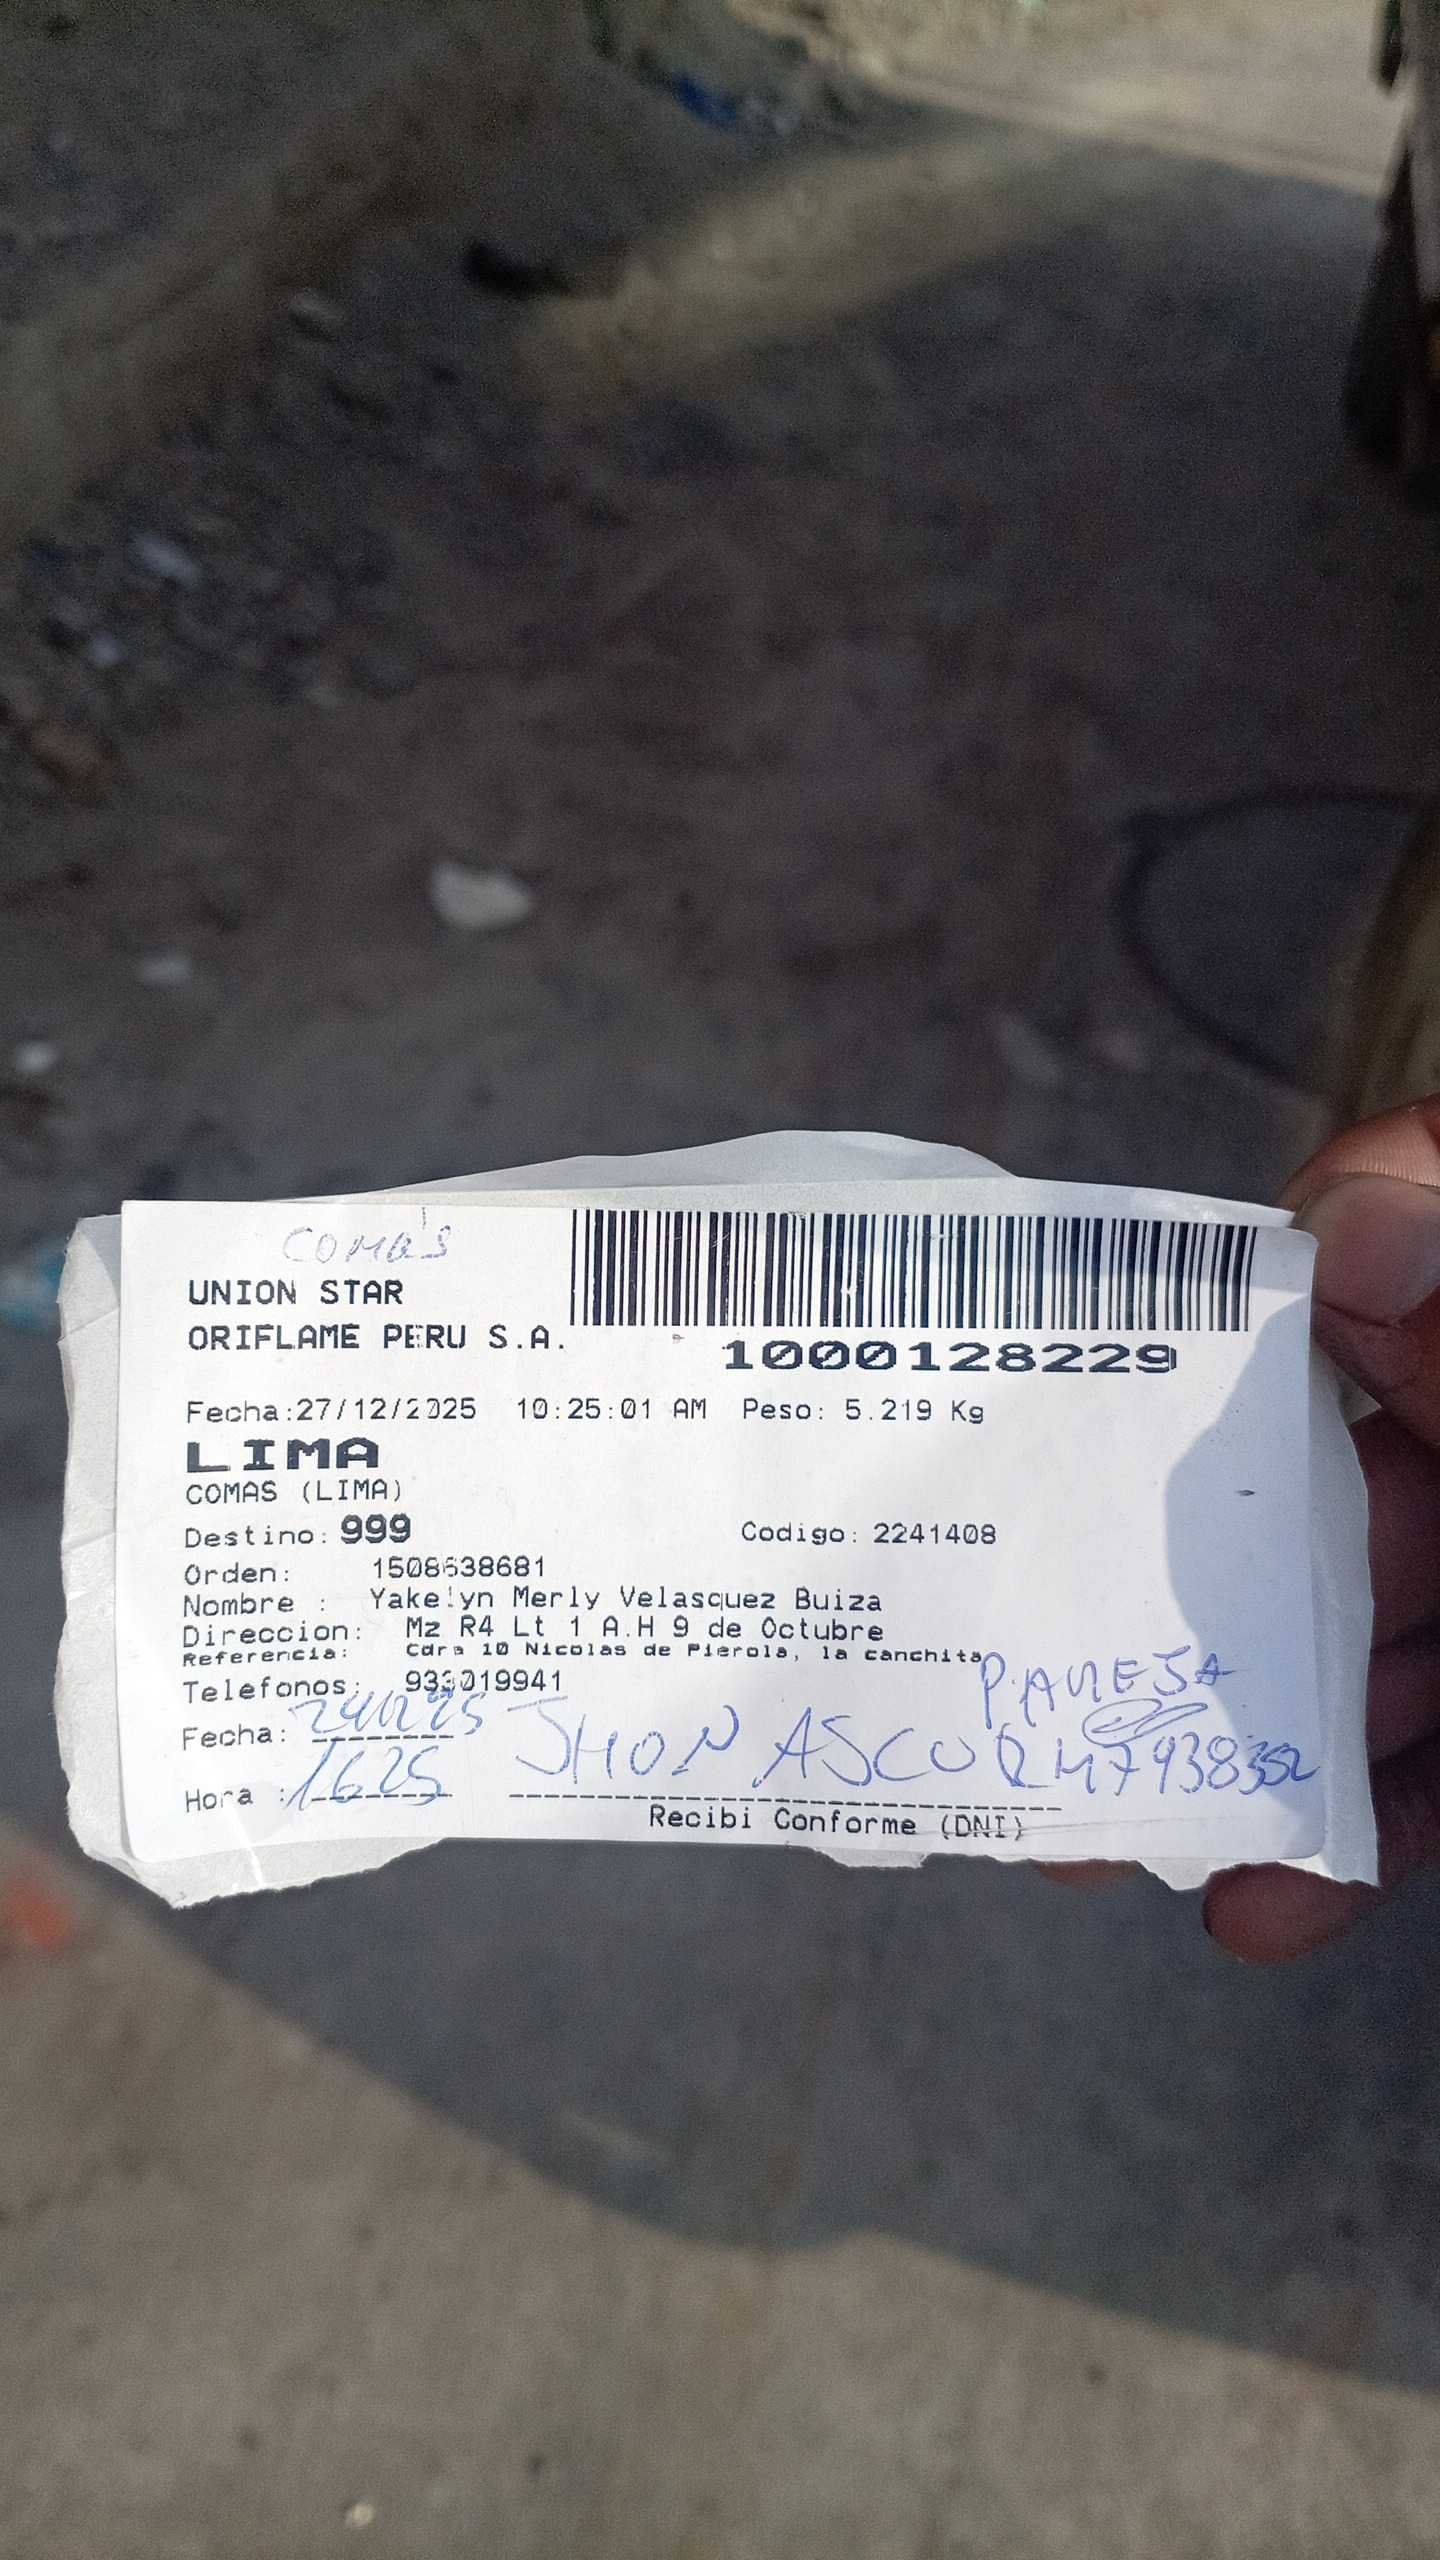 Comas
UNION STAR
ORIFLAME PERU S.A.
1000128229
Fecha:27/12/2025 10:25:01 AM Peso: 5.219 Kg
LIMA
COMAS (LIMA)
Destino: 999 Codigo: 2241408
Orden: 1508638681
Nombre : Yakelyn Merly Velasquez Buiza
Direccion: Mz R4 Lt 1 A.H 9 de Octubre
Referencia: Cdra 10 Nicolas de Pierola, la canchita
Telefonos: 933019941
PAREJA
Fecha:
JHON ASCUR 47938352
Hora : 1625
Recibi Conforme (DNI)